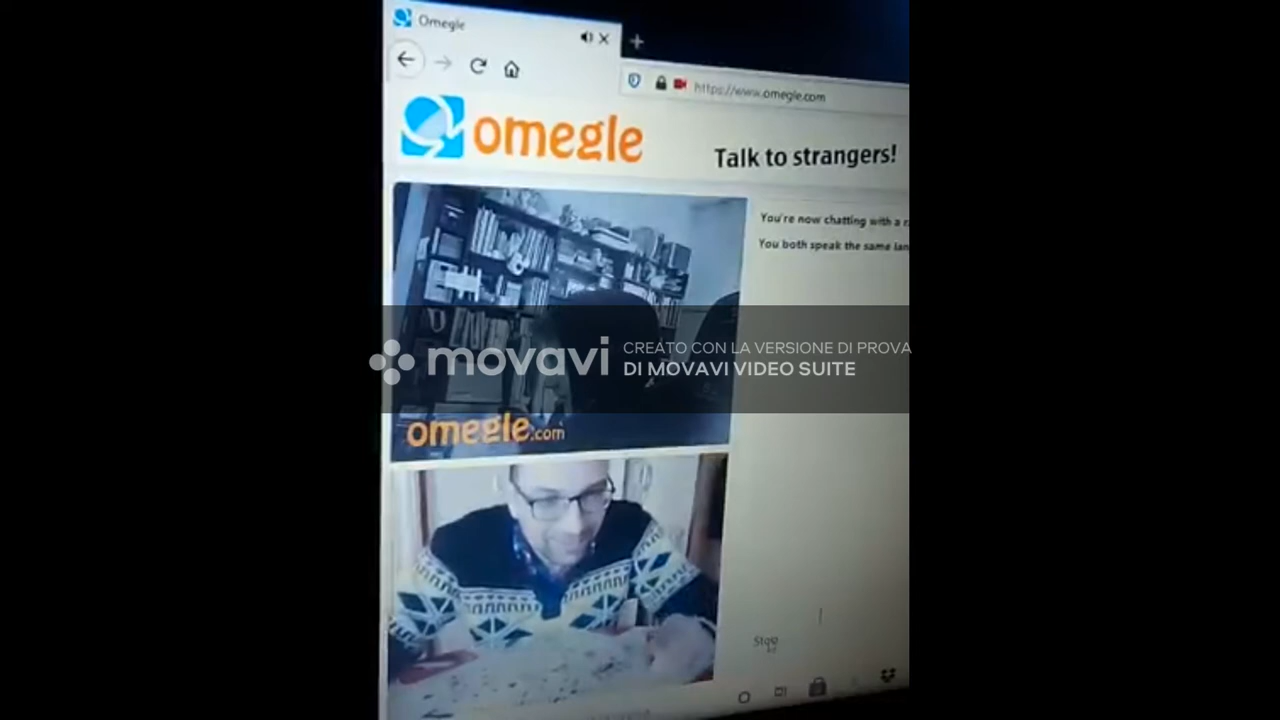 Omegle
https://www.omegle.com
omegle
Talk to strangers!
You're now chatting with a
You both speak the same
movavi
CREATO CON LA VERSIONE DI PROVA
DI MOVAVI VIDEO SUITE
omegle.com
Stop